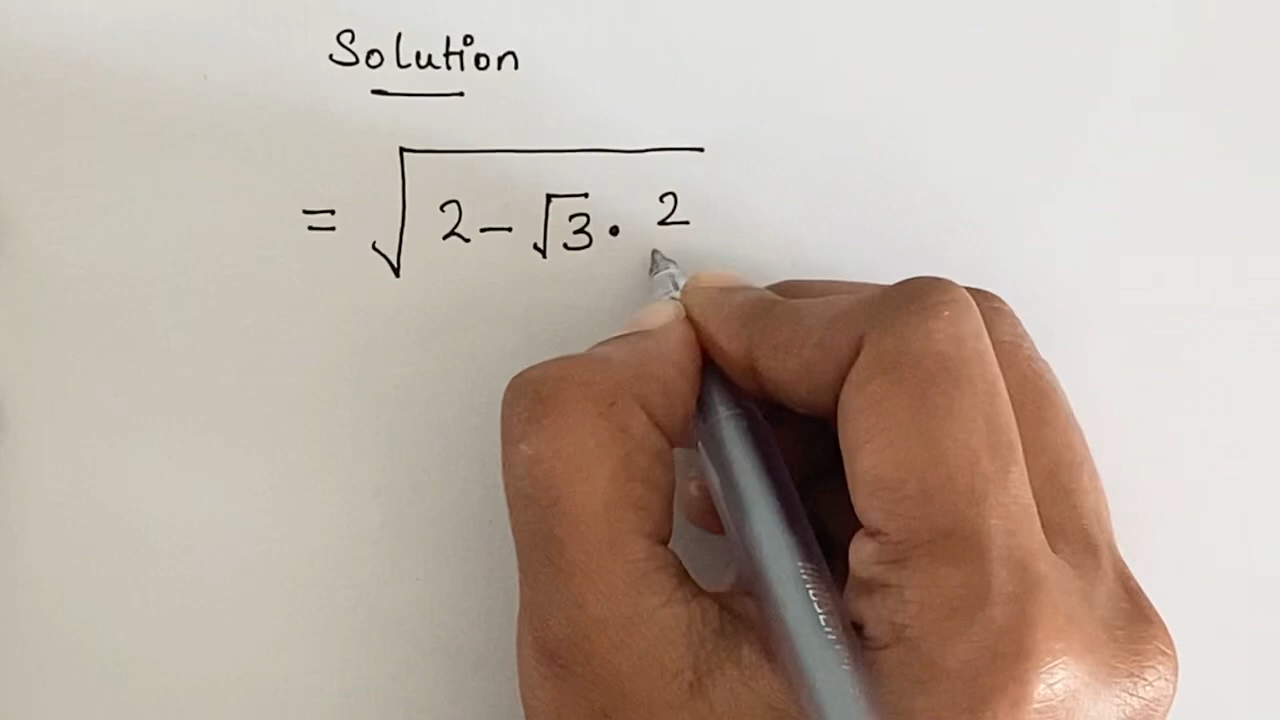 Solution
= √2-√3 · 2